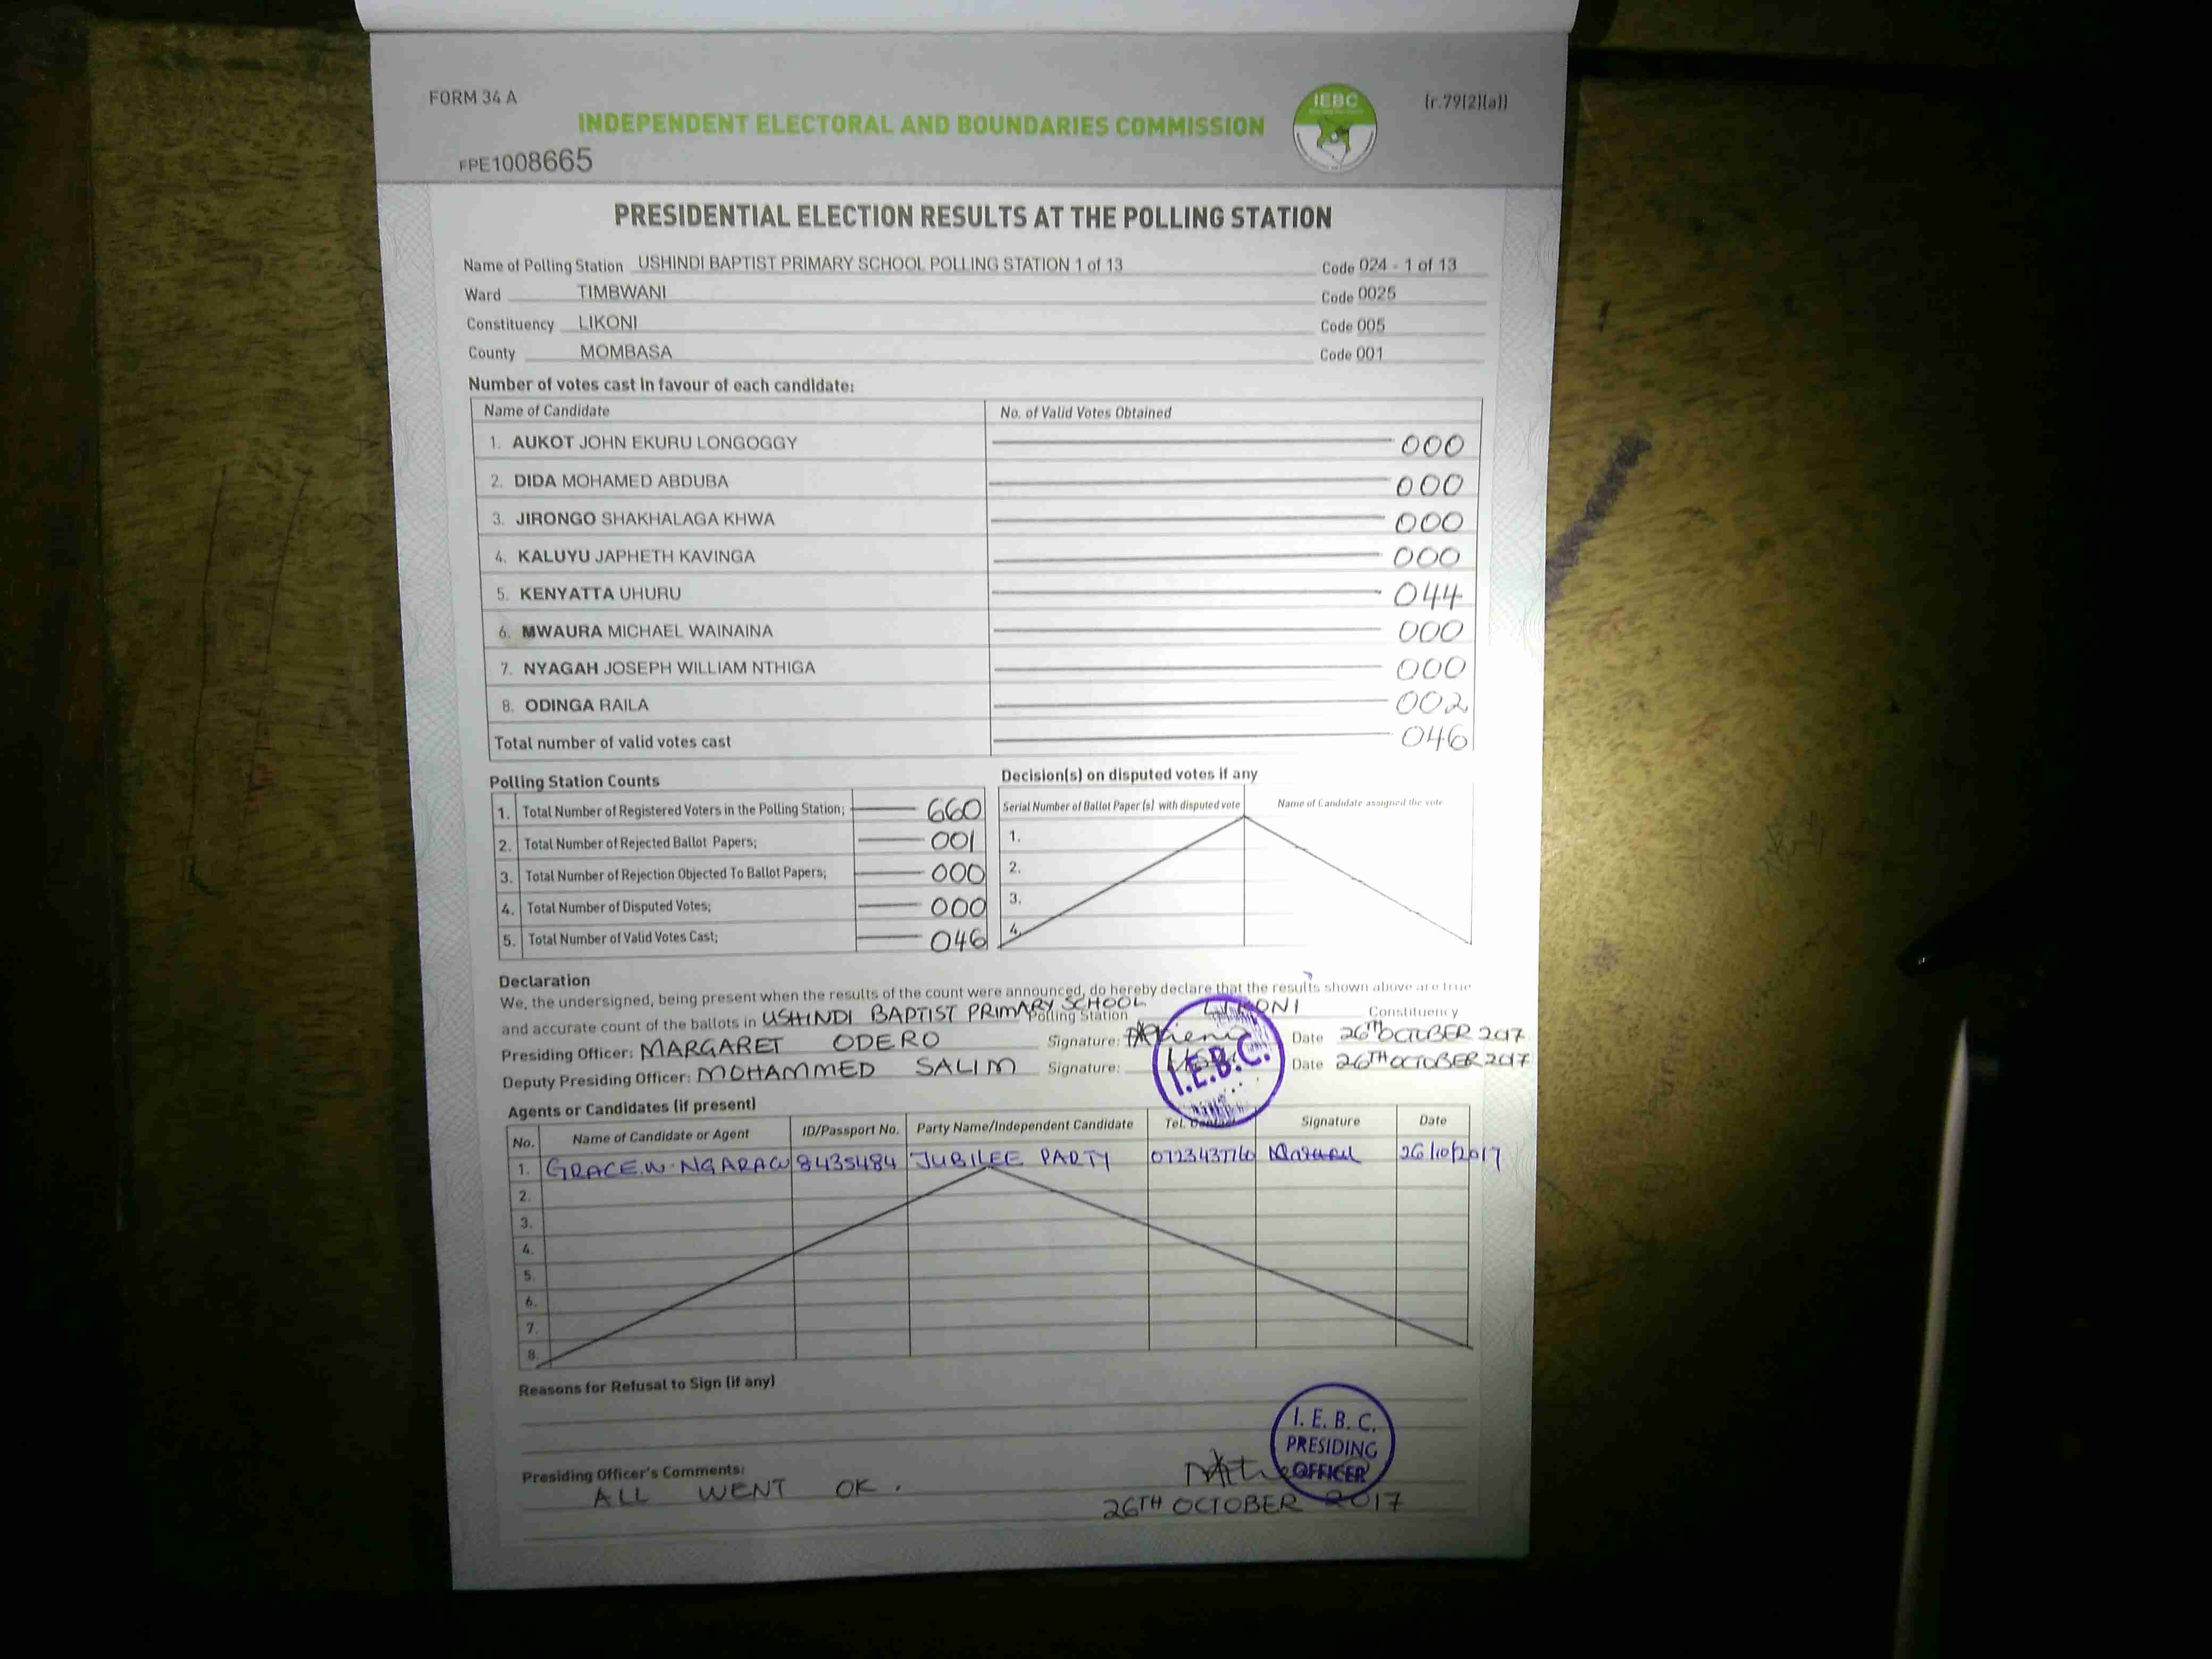 FORM 34 A
[r.79(2)(a)]
INDEPENDENT ELECTORAL AND BOUNDARIES COMMISSION
IEBC
FPE1008665
PRESIDENTIAL ELECTION RESULTS AT THE POLLING STATION
Name of Polling Station USHINDI BAPTIST PRIMARY SCHOOL POLLING STATION 1 of 13 Code 024 - 1 of 13
Ward TIMBWANI Code 0025
Constituency LIKONI Code 005
County MOMBASA Code 001
Number of votes cast in favour of each candidate:
Name of Candidate No. of Valid Votes Obtained
1. AUKOT JOHN EKURU LONGOGGY 000
2. DIDA MOHAMED ABDUBA 000
3. JIRONGO SHAKHALAGA KHWA 000
4. KALUYU JAPHETH KAVINGA 000
5. KENYATTA UHURU 044
6. MWAURA MICHAEL WAINAINA 000
7. NYAGAH JOSEPH WILLIAM NTHIGA 000
8. ODINGA RAILA 002
Total number of valid votes cast 046
Polling Station Counts
1. Total Number of Registered Voters in the Polling Station; 660
2. Total Number of Rejected Ballot Papers; 001
3. Total Number of Rejection Objected To Ballot Papers; 000
4. Total Number of Disputed Votes; 000
5. Total Number of Valid Votes Cast; 046
Decision(s) on disputed votes if any
Serial Number of Ballot Paper (s) with disputed vote Name of Candidate assigned the vote
1.
2.
3.
4.
Declaration
We, the undersigned, being present when the results of the count were announced, do hereby declare that the results shown above are true
and accurate count of the ballots in USHINDI BAPTIST PRIMARY SCHOOL Polling Station LIKONI Constituency
Presiding Officer: MARGARET ODERO Signature: Date 26TH OCTOBER 2017
Deputy Presiding Officer: MOHAMMED SALIM Signature: Date 26TH OCTOBER 2017
I.E.B.C.
Agents or Candidates (if present)
No. Name of Candidate or Agent ID/Passport No. Party Name/Independent Candidate Tel. Contact Signature Date
1. GRACE.W. 8435484 JUBILEE PARTY 26/10/2017
2.
3.
4.
5.
6.
7.
8.
Reasons for Refusal to Sign (if any)
I. E. B. C.
PRESIDING
OFFICER
Presiding Officer's Comments:
ALL WENT OK.
26TH OCTOBER 2017